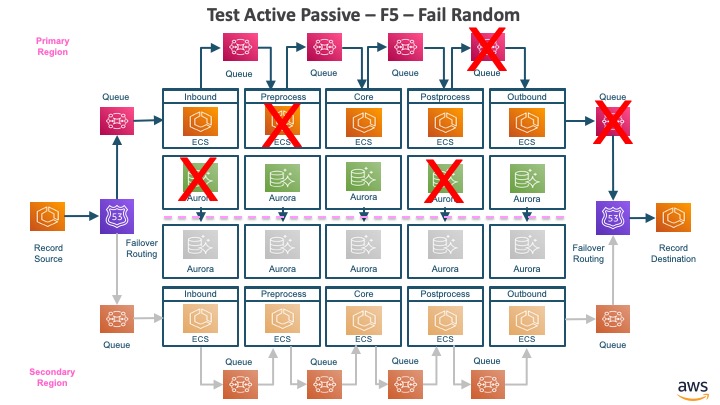 Test Active Passive – F5 – Fail Random
Primary
Region
Queue
Queue
Queue
Queue
Queue
Inbound
Preprocess
Core
Postprocess
Outbound
Queue
ECS
ECS
ECS
ECS
ECS
Aurora
Aurora
Aurora
Aurora
Aurora
53
53
Record
Source
Failover
Routing
Failover
Routing
Record
Destination
Aurora
Aurora
Aurora
Aurora
Aurora
Inbound
Preprocess
Core
Postprocess
Outbound
ECS
ECS
ECS
ECS
ECS
Queue
Queue
Queue
Queue
Queue
Queue
Secondary
Region
aws